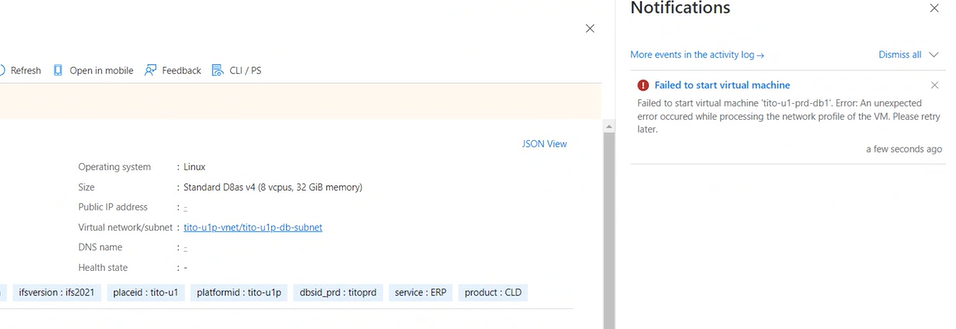 Notifications
Refresh Open in mobile Feedback CLI / PS
More events in the activity log → Dismiss all
Failed to start virtual machine
Failed to start virtual machine 'tito-u1-prd-db1'. Error: An unexpected
error occured while processing the network profile of the VM. Please retry
later.
a few seconds ago
JSON View
Operating system : Linux
Size : Standard D8as v4 (8 vcpus, 32 GiB memory)
Public IP address : -
Virtual network/subnet : tito-u1p-vnet/tito-u1p-db-subnet
DNS name : -
Health state : -
ifsversion : ifs2021 placeid : tito-u1 platformid : tito-u1p dbsid_prd : titoprd service : ERP product : CLD